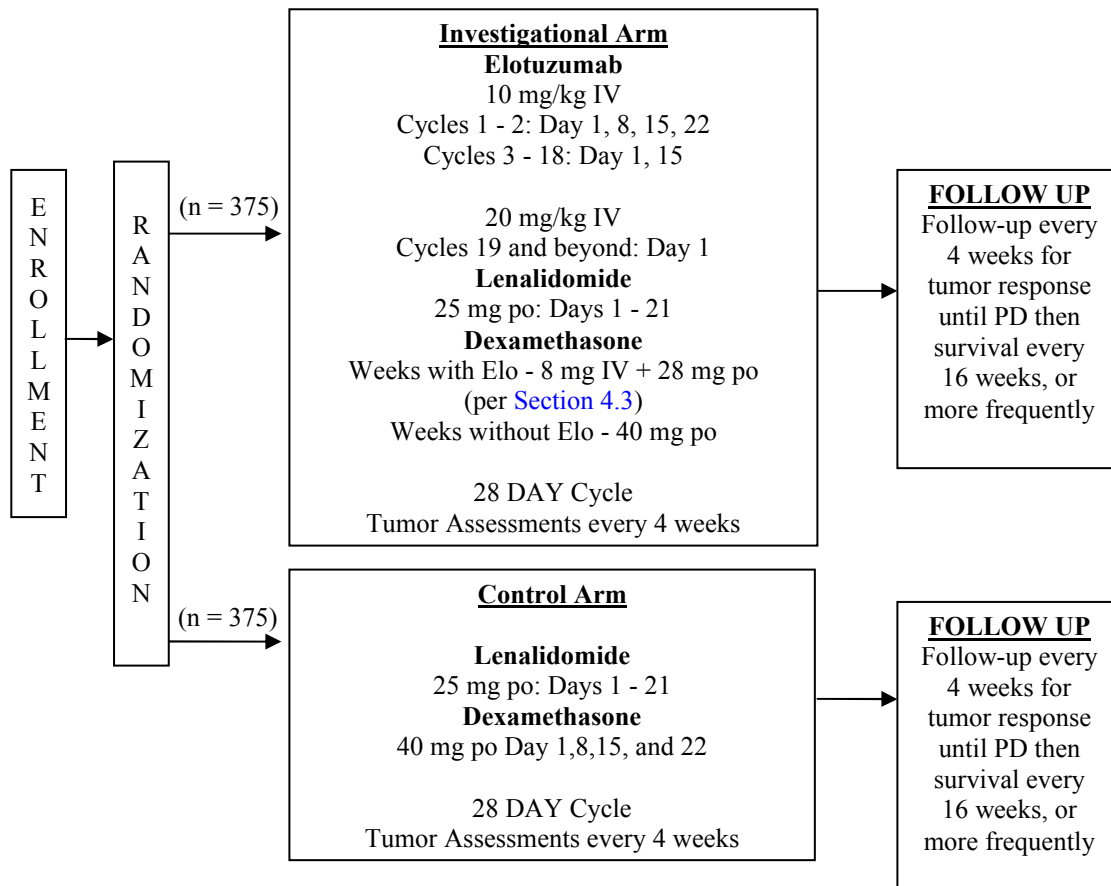 ENROLLMENT
RANDOMIZATION
(n = 375)
Investigational Arm
Elotuzumab
10 mg/kg IV
Cycles 1 - 2: Day 1, 8, 15, 22
Cycles 3 - 18: Day 1, 15
20 mg/kg IV
Cycles 19 and beyond: Day 1
Lenalidomide
25 mg po: Days 1 - 21
Dexamethasone
Weeks with Elo - 8 mg IV + 28 mg po
(per Section 4.3)
Weeks without Elo - 40 mg po
28 DAY Cycle
Tumor Assessments every 4 weeks
FOLLOW UP
Follow-up every
4 weeks for
tumor response
until PD then
survival every
16 weeks, or
more frequently
(n = 375)
Control Arm
Lenalidomide
25 mg po: Days 1 - 21
Dexamethasone
40 mg po Day 1,8,15, and 22
28 DAY Cycle
Tumor Assessments every 4 weeks
FOLLOW UP
Follow-up every
4 weeks for
tumor response
until PD then
survival every
16 weeks, or
more frequently